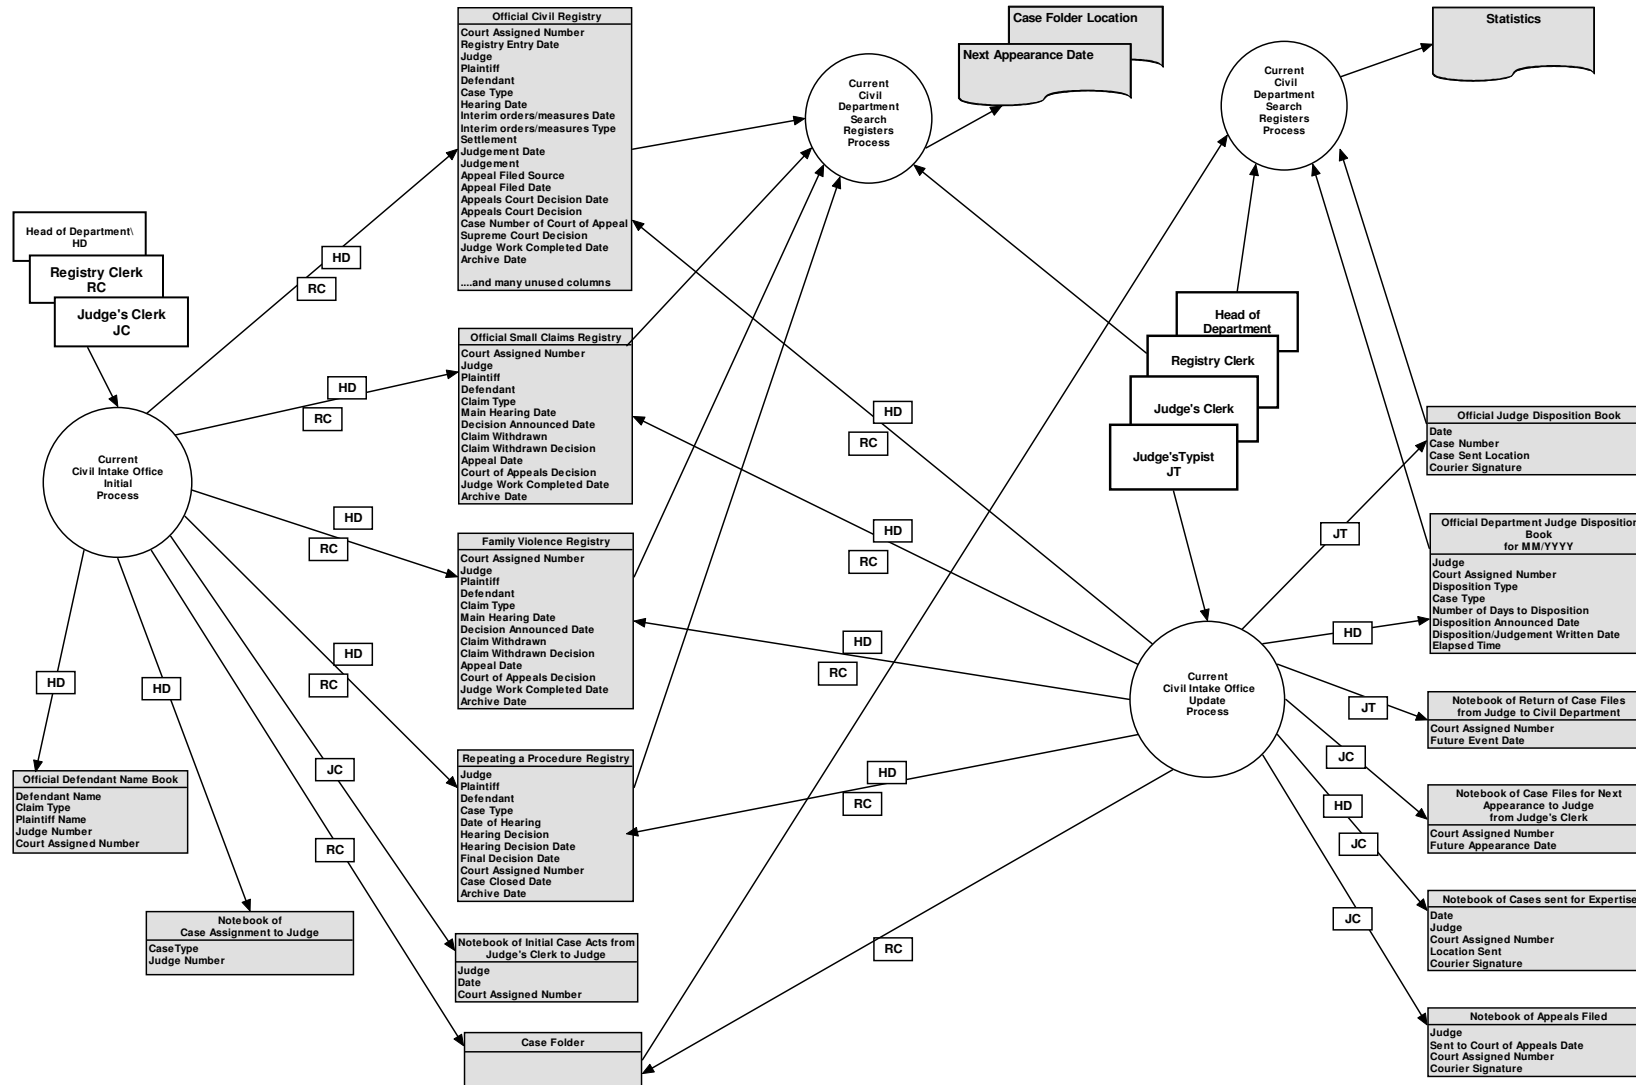 Official Civil Registry
Court Assigned Number
Registry Entry Date
Judge
Plaintiff
Defendant
Case Type
Hearing Date
Interim orders/measures Date
Interim orders/measures Type
Settlement
Judgement Date
Judgement
Appeal Filed Source
Appeal Filed Date
Appeals Court Decision Date
Appeals Court Decision
Case Number of Court of Appeal
Supreme Court Decision
Judge Work Completed Date
Archive Date
....and many unused columns
Case Folder Location
Next Appearance Date
Current
Civil
Department
Search
Registers
Process
Current
Civil
Department
Search
Registers
Process
Statistics
Head of Department\
HD
Registry Clerk
RC
Judge's Clerk
JC
HD
RC
Official Small Claims Registry
Court Assigned Number
Judge
Plaintiff
Defendant
Claim Type
Main Hearing Date
Decision Announced Date
Claim Withdrawn
Claim Withdrawn Decision
Appeal Date
Court of Appeals Decision
Judge Work Completed Date
Archive Date
HD
RC
Head of
Department
Registry Clerk
Judge's Clerk
Judge'sTypist
JT
HD
RC
Current
Civil Intake Office
Initial
Process
HD
RC
Family Violence Registry
Court Assigned Number
Judge
Plaintiff
Defendant
Claim Type
Main Hearing Date
Decision Announced Date
Claim Withdrawn
Claim Withdrawn Decision
Appeal Date
Court of Appeals Decision
Judge Work Completed Date
Archive Date
HD
RC
HD
RC
HD
RC
HD
HD
Repeating a Procedure Registry
Judge
Plaintiff
Defendant
Case Type
Date of Hearing
Hearing Decision
Hearing Decision Date
Final Decision Date
Court Assigned Number
Case Closed Date
Archive Date
HD
RC
JC
RC
Official Defendant Name Book
Defendant Name
Claim Type
Plaintiff Name
Judge Number
Court Assigned Number
Notebook of
Case Assignment to Judge
CaseType
Judge Number
Notebook of Initial Case Acts from
Judge's Clerk to Judge
Judge
Date
Court Assigned Number
Case Folder
RC
Current
Civil Intake Office
Update
Process
Official Judge Disposition Book
Date
Case Number
Case Sent Location
Courier Signature
JT
Official Department Judge Disposition
Book
for MM/YYYY
Judge
Court Assigned Number
Disposition Type
Case Type
Number of Days to Disposition
Disposition Announced Date
Disposition/Judgement Written Date
Elapsed Time
HD
Notebook of Return of Case Files
from Judge to Civil Department
Court Assigned Number
Future Event Date
JT
JC
Notebook of Case Files for Next
Appearance to Judge
from Judge's Clerk
Court Assigned Number
Future Appearance Date
HD
JC
Notebook of Cases sent for Expertise
Date
Judge
Court Assigned Number
Location Sent
Courier Signature
JC
Notebook of Appeals Filed
Judge
Sent to Court of Appeals Date
Court Assigned Number
Courier Signature